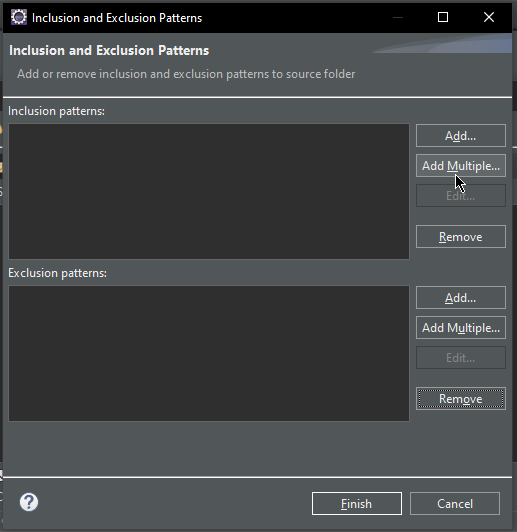 Inclusion and Exclusion Patterns
Inclusion and Exclusion Patterns
Add or remove inclusion and exclusion patterns to source folder
Inclusion patterns:
Add...
Add Multiple...
Edit...
Remove
Exclusion patterns:
Add...
Add Multiple...
Edit...
Remove
?
Finish
Cancel